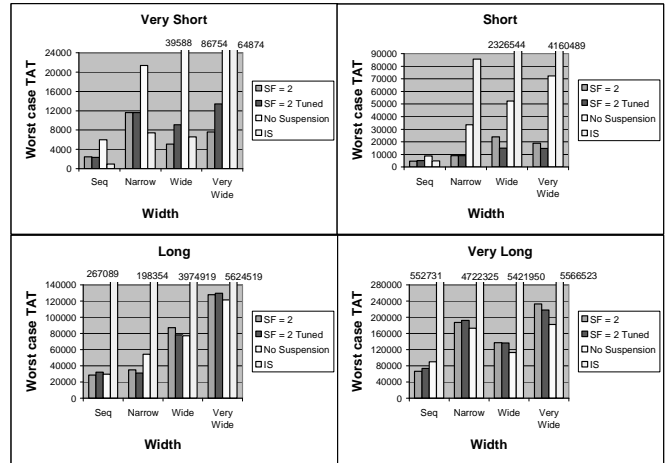 Very Short
39588 86754 64874
24000
20000
16000
12000
8000
4000
0
Worst case TAT
Seq Narrow Wide Very Wide
Width
SF = 2
SF = 2 Tuned
No Suspension
IS
Short
2326544 4160489
90000
80000
70000
60000
50000
40000
30000
20000
10000
0
Worst case TAT
Seq Narrow Wide Very Wide
Width
SF = 2
SF = 2 Tuned
No Suspension
IS
Long
267089 198354 3974919 5624519
140000
120000
100000
80000
60000
40000
20000
0
Worst case TAT
Seq Narrow Wide Very Wide
Width
SF = 2
SF = 2 Tuned
No Suspension
IS
Very Long
552731 4722325 5421950 5566523
280000
240000
200000
160000
120000
80000
40000
0
Worst case TAT
Seq Narrow Wide Very Wide
Width
SF = 2
SF = 2 Tuned
No Suspension
IS